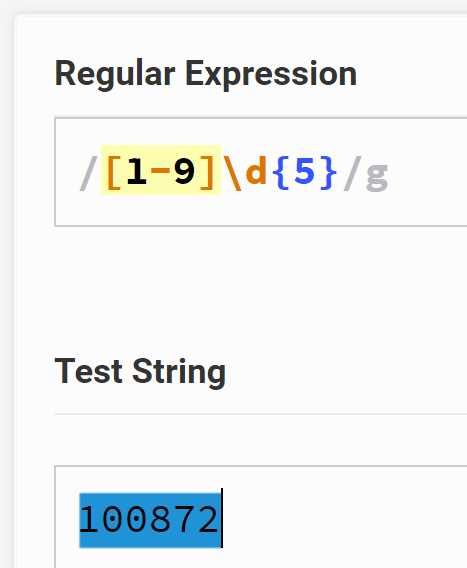 Regular Expression
/[1-9]\d{5}/g
Test String
100872